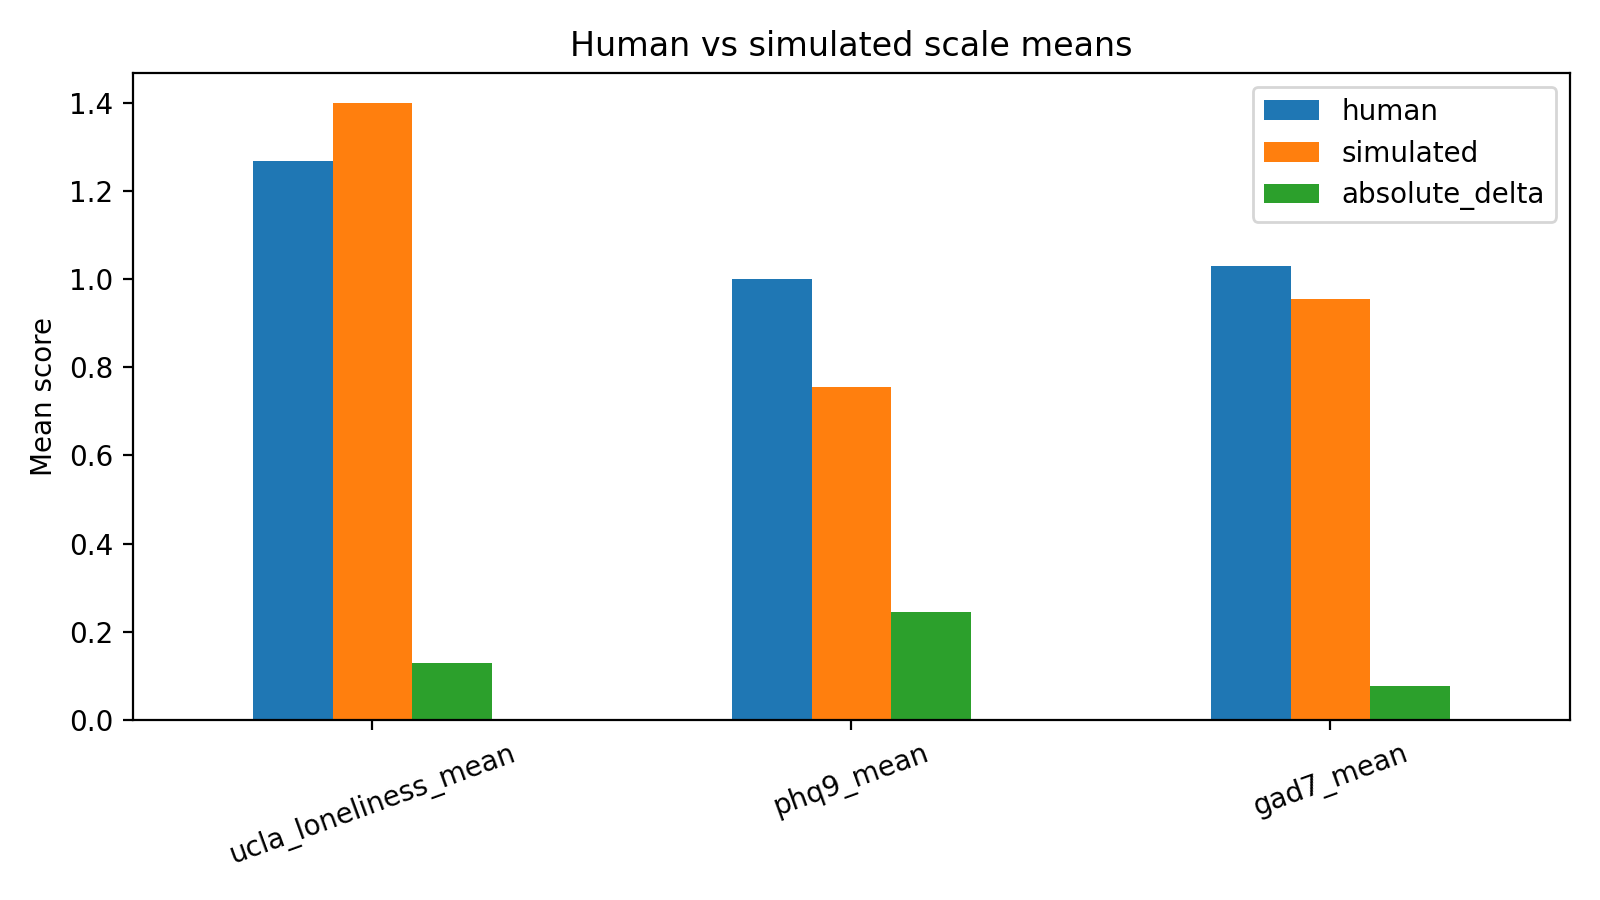 Human vs simulated scale means
human
simulated
absolute_delta
Mean score
1.4
1.2
1.0
0.8
0.6
0.4
0.2
0.0
ucla_loneliness_mean
phq9_mean
gad7_mean